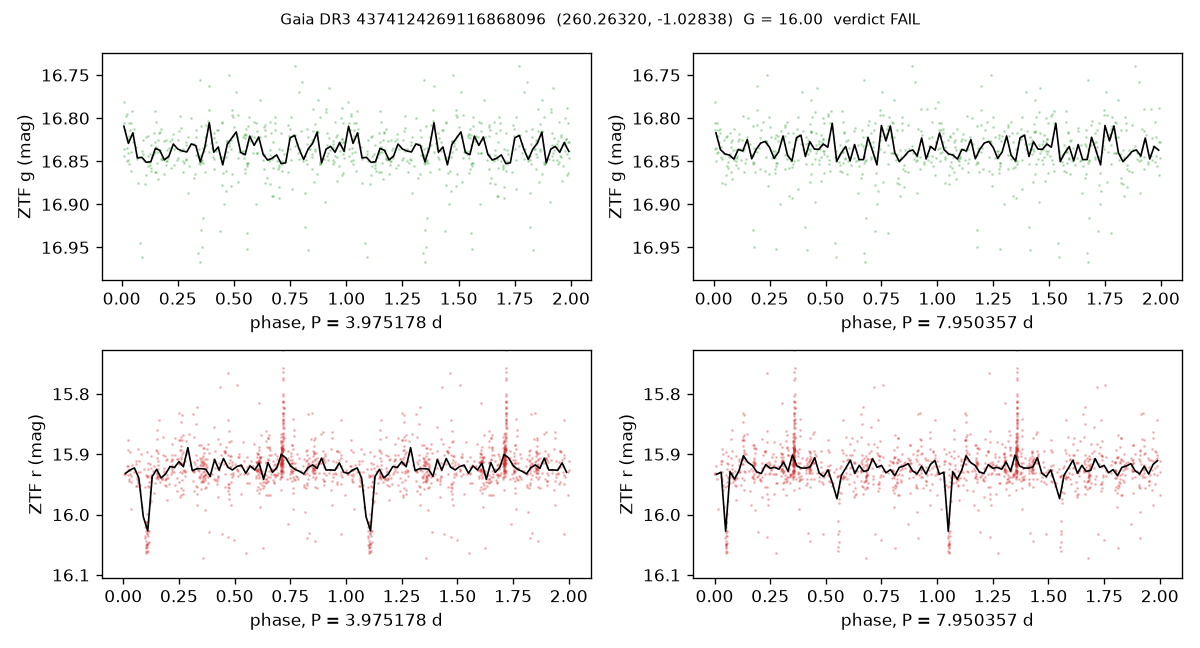 Gaia DR3 4374124269116868096  (260.26320, -1.02838)  G = 16.00  verdict FAIL
ZTF g (mag)
16.75
16.80
16.85
16.90
16.95
0.00 0.25 0.50 0.75 1.00 1.25 1.50 1.75 2.00
phase, P = 3.975178 d
ZTF g (mag)
16.75
16.80
16.85
16.90
16.95
0.00 0.25 0.50 0.75 1.00 1.25 1.50 1.75 2.00
phase, P = 7.950357 d
ZTF r (mag)
15.8
15.9
16.0
16.1
0.00 0.25 0.50 0.75 1.00 1.25 1.50 1.75 2.00
phase, P = 3.975178 d
ZTF r (mag)
15.8
15.9
16.0
16.1
0.00 0.25 0.50 0.75 1.00 1.25 1.50 1.75 2.00
phase, P = 7.950357 d